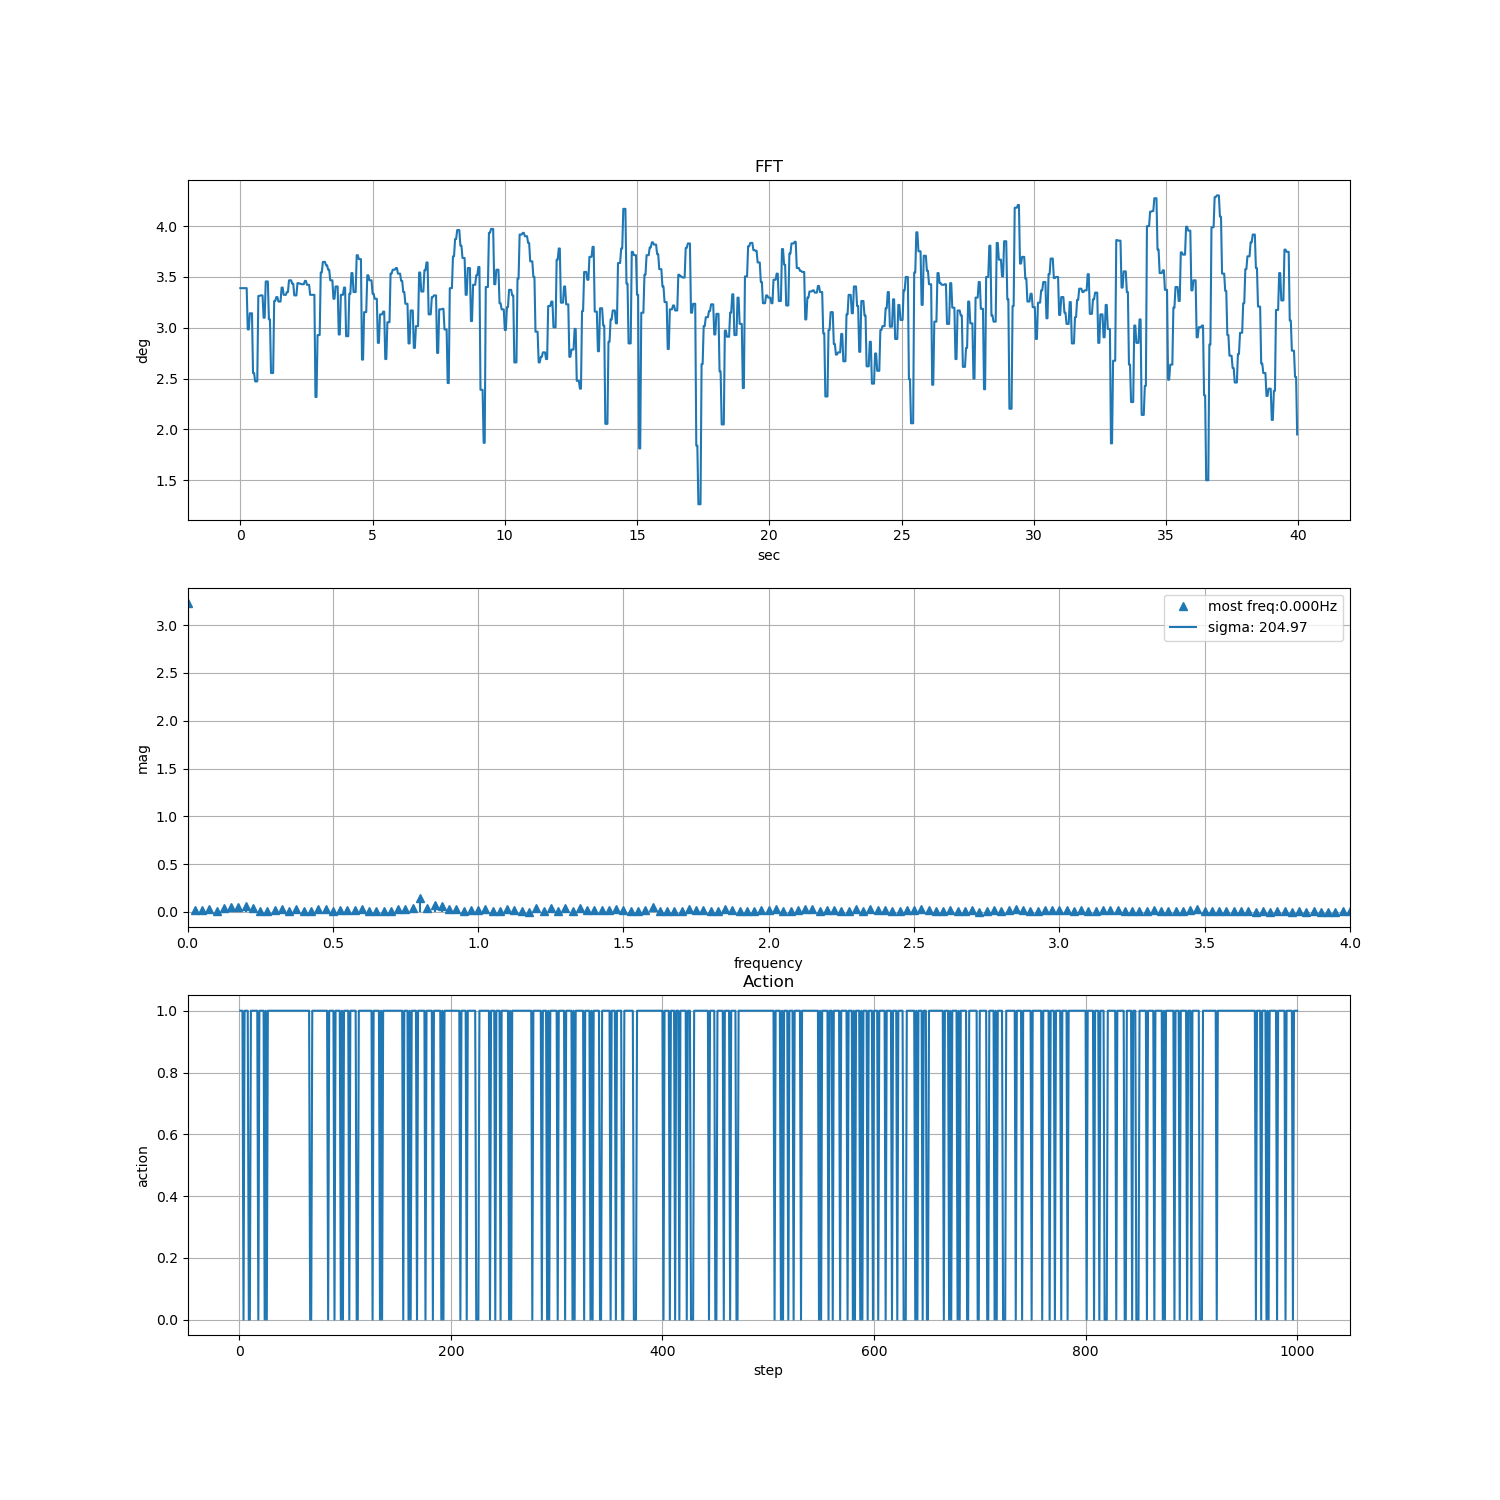 FFT
4.0
3.5
3.0
2.5
2.0
1.5
deg
0 5 10 15 20 25 30 35 40
sec
most freq:0.000Hz
sigma: 204.97
3.0
2.5
2.0
1.5
1.0
0.5
0.0
mag
0.0 0.5 1.0 1.5 2.0 2.5 3.0 3.5 4.0
frequency
Action
1.0
0.8
0.6
0.4
0.2
0.0
action
0 200 400 600 800 1000
step